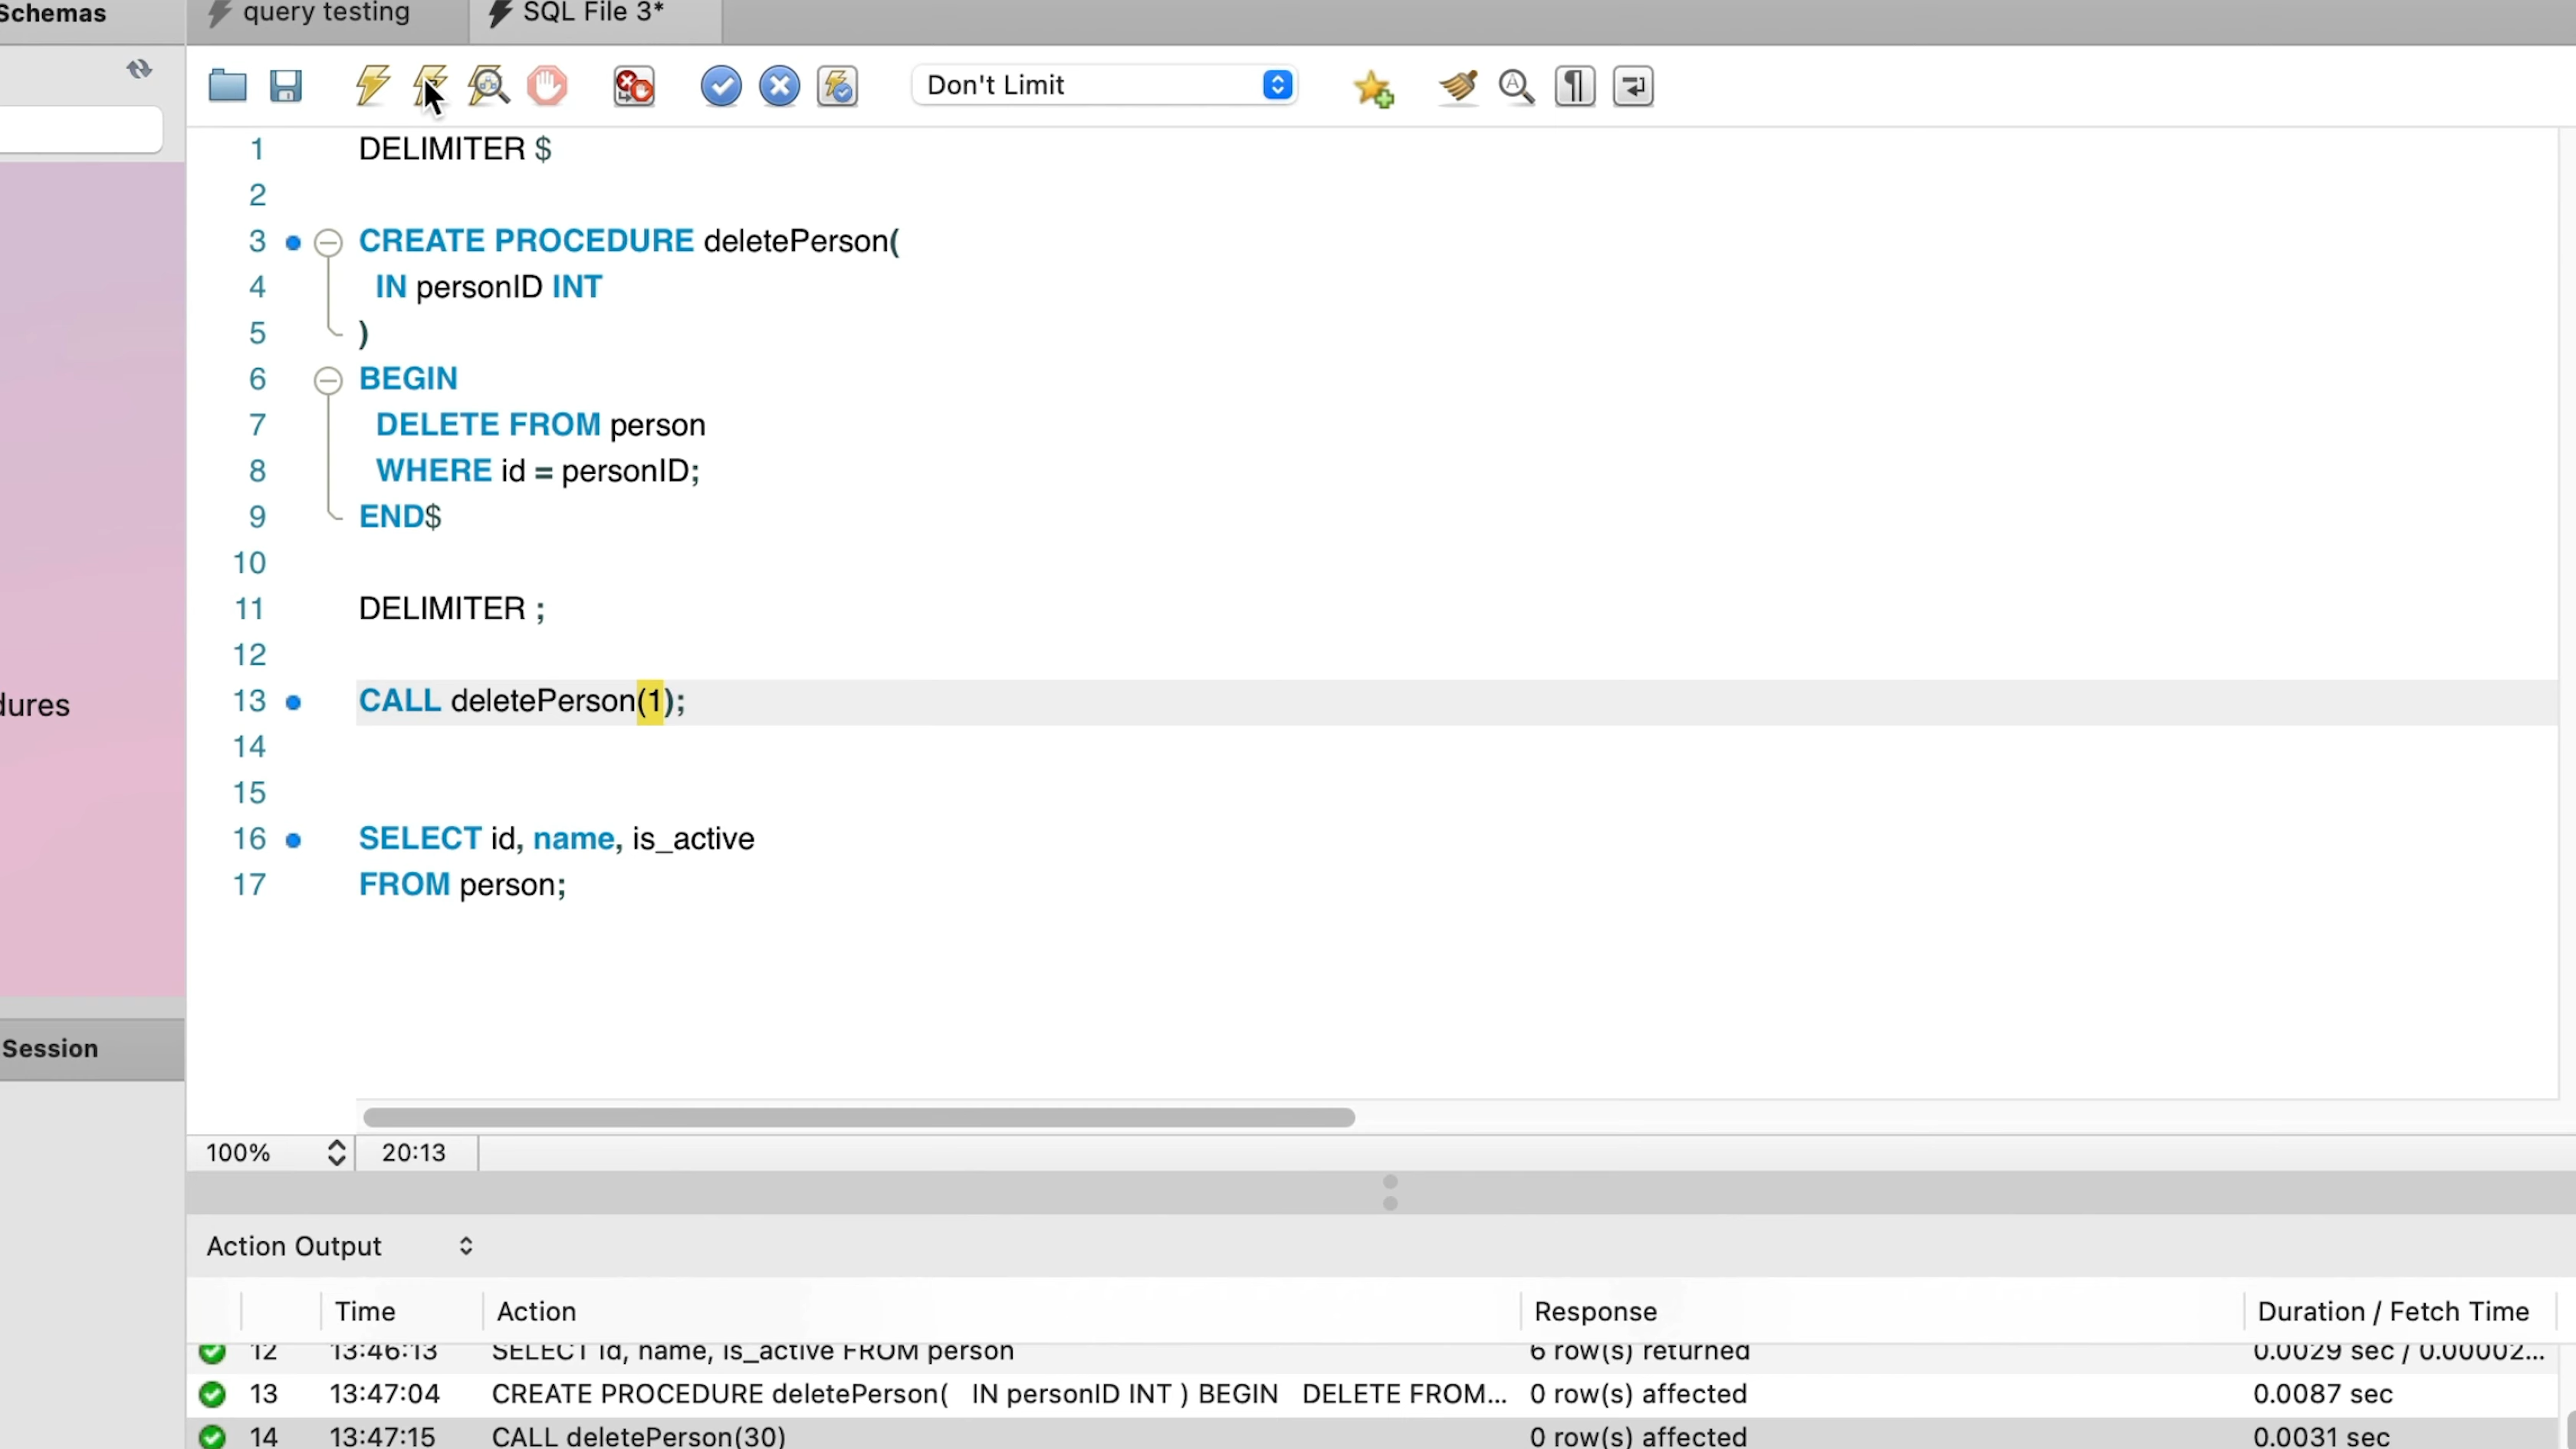 Schemas
query testing
SQL File 3*
Don't Limit
1 DELIMITER $
2
3 CREATE PROCEDURE deletePerson(
4 IN personID INT
5 )
6 BEGIN
7 DELETE FROM person
8 WHERE id = personID;
9 END$
10
11 DELIMITER ;
12
13 CALL deletePerson(1);
14
15
16 SELECT id, name, is_active
17 FROM person;
dures
Session
100% 20:13
Action Output
Time Action Response Duration / Fetch Time
12 13:46:13 SELECT id, name, is_active FROM person 6 row(s) returned 0.0029 sec / 0.00002...
13 13:47:04 CREATE PROCEDURE deletePerson( IN personID INT ) BEGIN DELETE FROM... 0 row(s) affected 0.0087 sec
14 13:47:15 CALL deletePerson(30) 0 row(s) affected 0.0031 sec